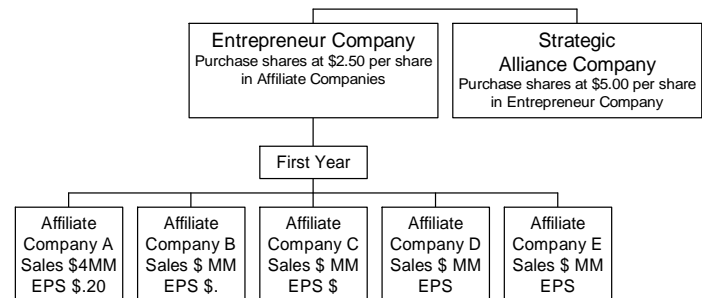 Entrepreneur Company
Purchase shares at $2.50 per share
in Affiliate Companies
Strategic
Alliance Company
Purchase shares at $5.00 per share
in Entrepreneur Company
First Year
Affiliate
Company A
Sales $4MM
EPS $.20
Affiliate
Company B
Sales $ MM
EPS $.
Affiliate
Company C
Sales $ MM
EPS $
Affiliate
Company D
Sales $ MM
EPS
Affiliate
Company E
Sales $ MM
EPS